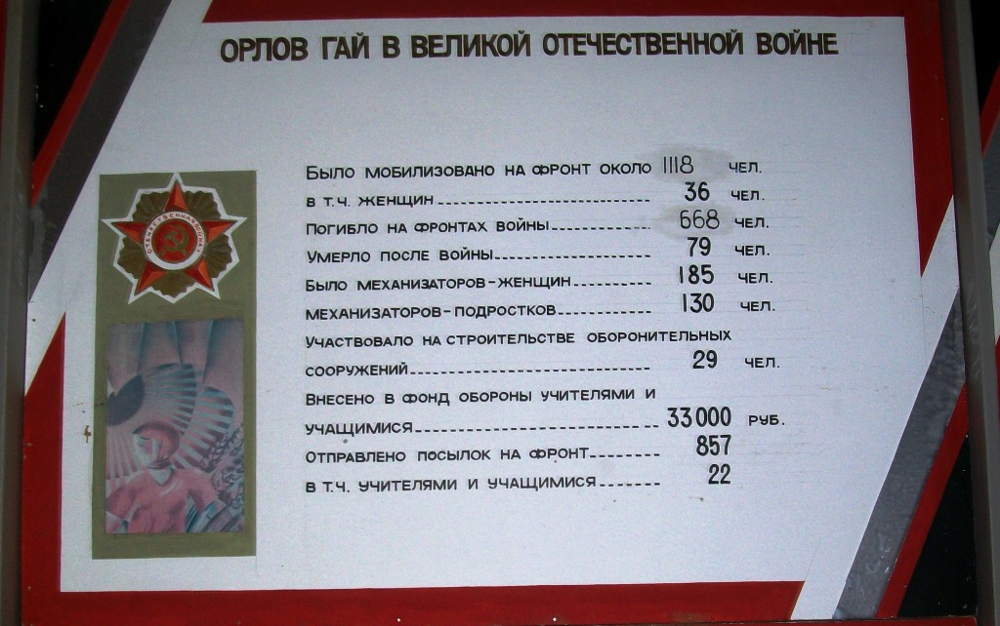 ОРЛОВ ГАЙ В ВЕЛИКОЙ ОТЕЧЕСТВЕННОЙ ВОЙНЕ
БЫЛО МОБИЛИЗОВАНО НА ФРОНТ ОКОЛО 1118 ЧЕЛ.
В Т.Ч. ЖЕНЩИН 36 ЧЕЛ.
ПОГИБЛО НА ФРОНТАХ ВОЙНЫ 668 ЧЕЛ.
УМЕРЛО ПОСЛЕ ВОЙНЫ 79 ЧЕЛ.
БЫЛО МЕХАНИЗАТОРОВ-ЖЕНЩИН 185 ЧЕЛ.
МЕХАНИЗАТОРОВ-ПОДРОСТКОВ 130 ЧЕЛ.
УЧАСТВОВАЛО НА СТРОИТЕЛЬСТВЕ ОБОРОНИТЕЛЬНЫХ
СООРУЖЕНИЙ 29 ЧЕЛ.
ВНЕСЕНО В ФОНД ОБОРОНЫ УЧИТЕЛЯМИ И
УЧАЩИМИСЯ 33 000 РУБ.
ОТПРАВЛЕНО ПОСЫЛОК НА ФРОНТ 857
В Т.Ч. УЧИТЕЛЯМИ И УЧАЩИМИСЯ 22
ОТЕЧЕСТВЕННАЯ ВОЙНА